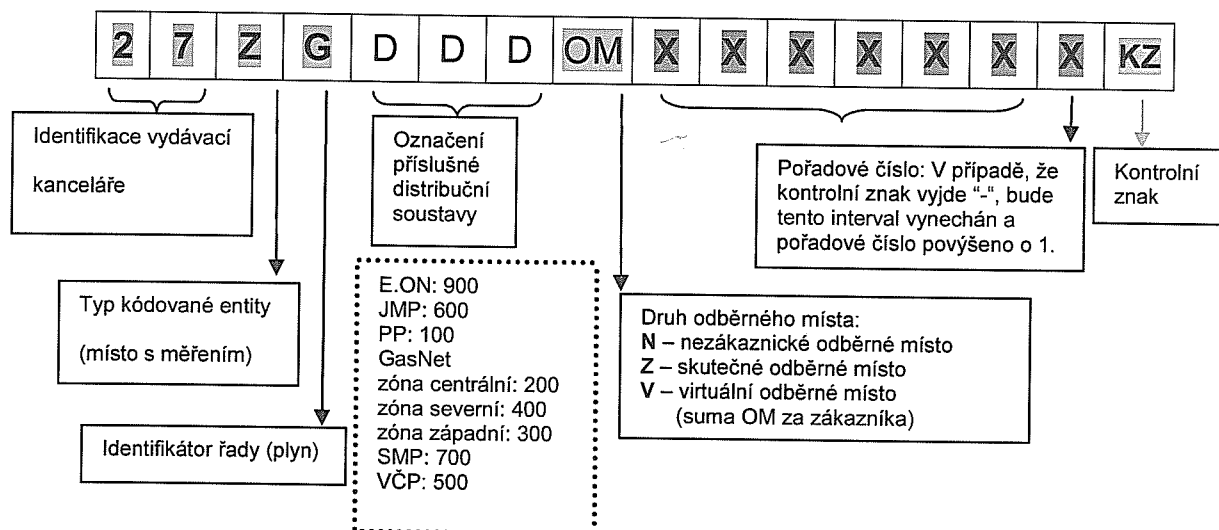 2 7 Z G D D D OM X X X X X X X KZ
Identifikace vydávací
kanceláře
Označení
příslušné
distribuční
soustavy
Pořadové číslo: V případě, že
kontrolní znak vyjde “-“, bude
tento interval vynechán a
pořadové číslo povýšeno o 1.
Kontrolní
znak
Typ kódované entity
(místo s měřením)
Identifikátor řady (plyn)
E.ON: 900
JMP: 600
PP: 100
GasNet
zóna centrální: 200
zóna severní: 400
zóna západní: 300
SMP: 700
VČP: 500
Druh odběrného místa:
N – nezákaznické odběrné místo
Z – skutečné odběrné místo
V – virtuální odběrné místo
(suma OM za zákazníka)